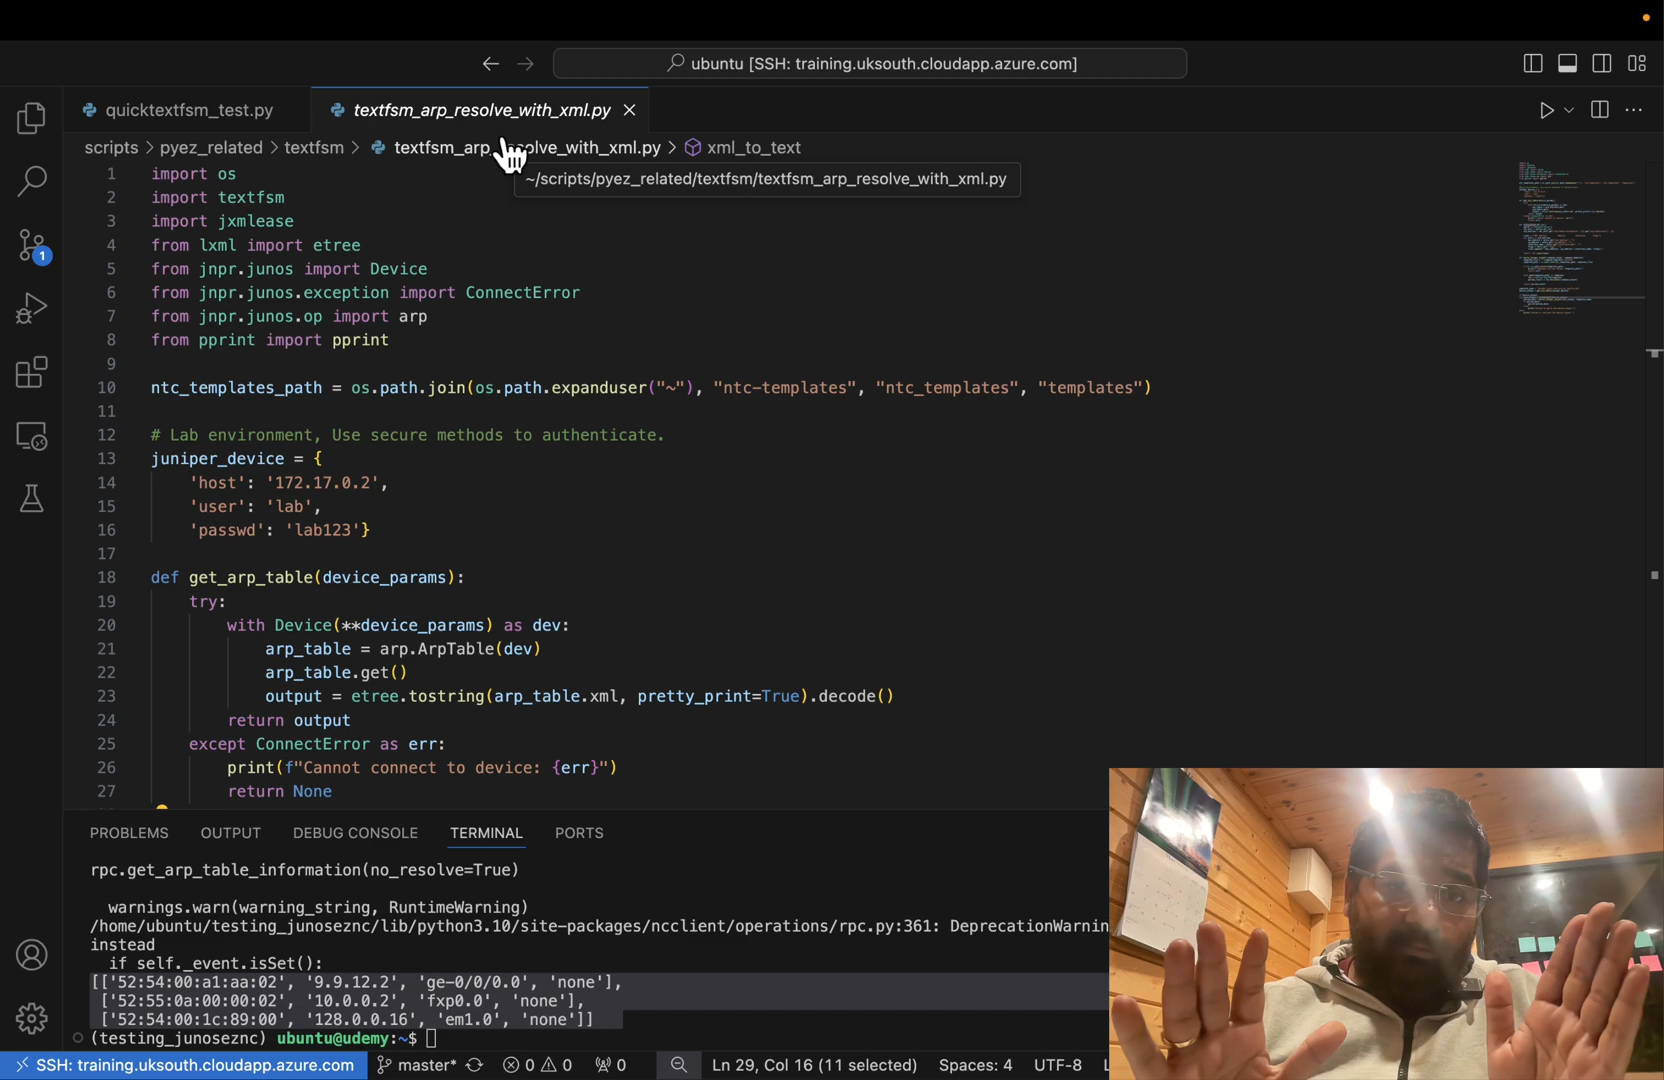 ubuntu [SSH: training.uksouth.cloudapp.azure.com]
quicktextfsm_test.py
textfsm_arp_resolve_with_xml.py
scripts > pyez_related > textfsm > textfsm_arp_resolve_with_xml.py > xml_to_text
~/scripts/pyez_related/textfsm/textfsm_arp_resolve_with_xml.py
1 import os
2 import textfsm
3 import jxmlease
4 from lxml import etree
5 from jnpr.junos import Device
6 from jnpr.junos.exception import ConnectError
7 from jnpr.junos.op import arp
8 from pprint import pprint
9
10 ntc_templates_path = os.path.join(os.path.expanduser("~"), "ntc-templates", "ntc_templates", "templates")
11
12 # Lab environment, Use secure methods to authenticate.
13 juniper_device = {
14 'host': '172.17.0.2',
15 'user': 'lab',
16 'passwd': 'lab123'}
17
18 def get_arp_table(device_params):
19 try:
20 with Device(**device_params) as dev:
21 arp_table = arp.ArpTable(dev)
22 arp_table.get()
23 output = etree.tostring(arp_table.xml, pretty_print=True).decode()
24 return output
25 except ConnectError as err:
26 print(f"Cannot connect to device: {err}")
27 return None
1
PROBLEMS OUTPUT DEBUG CONSOLE TERMINAL PORTS
rpc.get_arp_table_information(no_resolve=True)
warnings.warn(warning_string, RuntimeWarning)
/home/ubuntu/testing_junoseznc/lib/python3.10/site-packages/ncclient/operations/rpc.py:361: DeprecationWarnin
instead
if self._event.isSet():
[['52:54:00:a1:aa:02', '9.9.12.2', 'ge-0/0/0.0', 'none'],
['52:55:0a:00:00:02', '10.0.0.2', 'fxp0.0', 'none'],
['52:54:00:1c:89:00', '128.0.0.16', 'em1.0', 'none']]
(testing_junoseznc) ubuntu@udemy:~$
SSH: training.uksouth.cloudapp.azure.com master* 0 0 0 Ln 29, Col 16 (11 selected) Spaces: 4 UTF-8 L